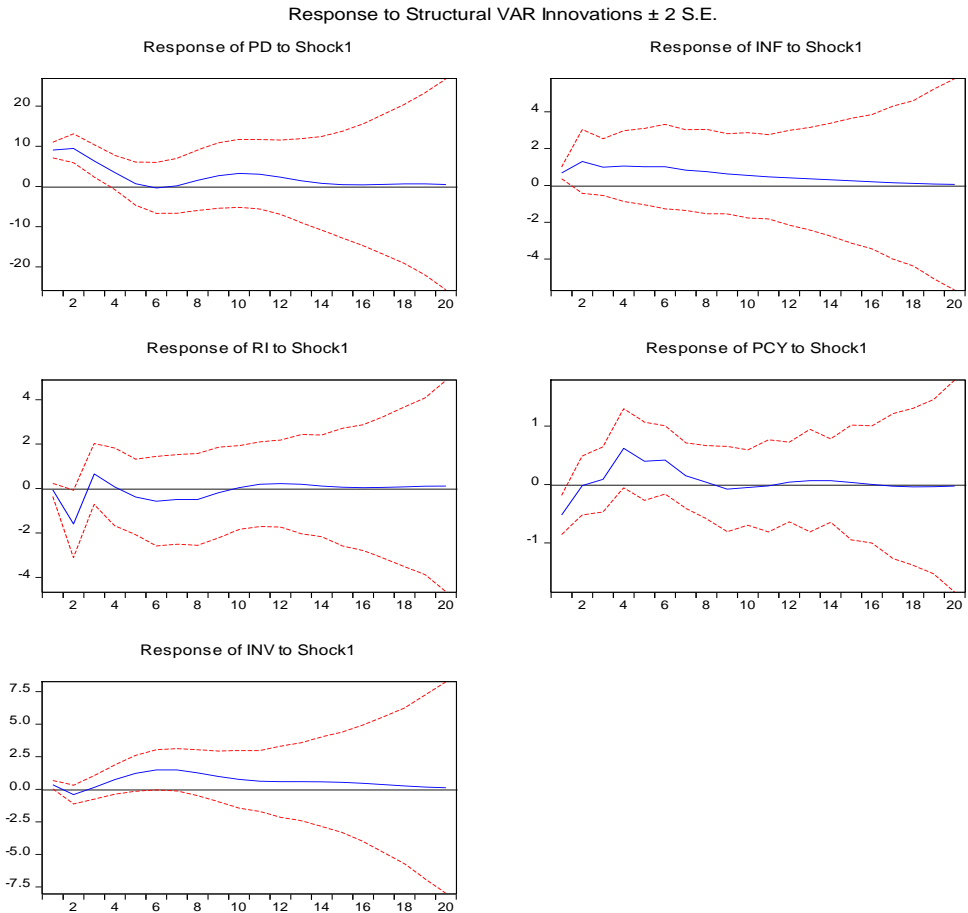 Response to Structural VAR Innovations ± 2 S.E.
Response of PD to Shock1
20
10
0
-10
-20
2 4 6 8 10 12 14 16 18 20
Response of INF to Shock1
4
2
0
-2
-4
2 4 6 8 10 12 14 16 18 20
Response of RI to Shock1
4
2
0
-2
-4
2 4 6 8 10 12 14 16 18 20
Response of PCY to Shock1
1
0
-1
2 4 6 8 10 12 14 16 18 20
Response of INV to Shock1
7.5
5.0
2.5
0.0
-2.5
-5.0
-7.5
2 4 6 8 10 12 14 16 18 20